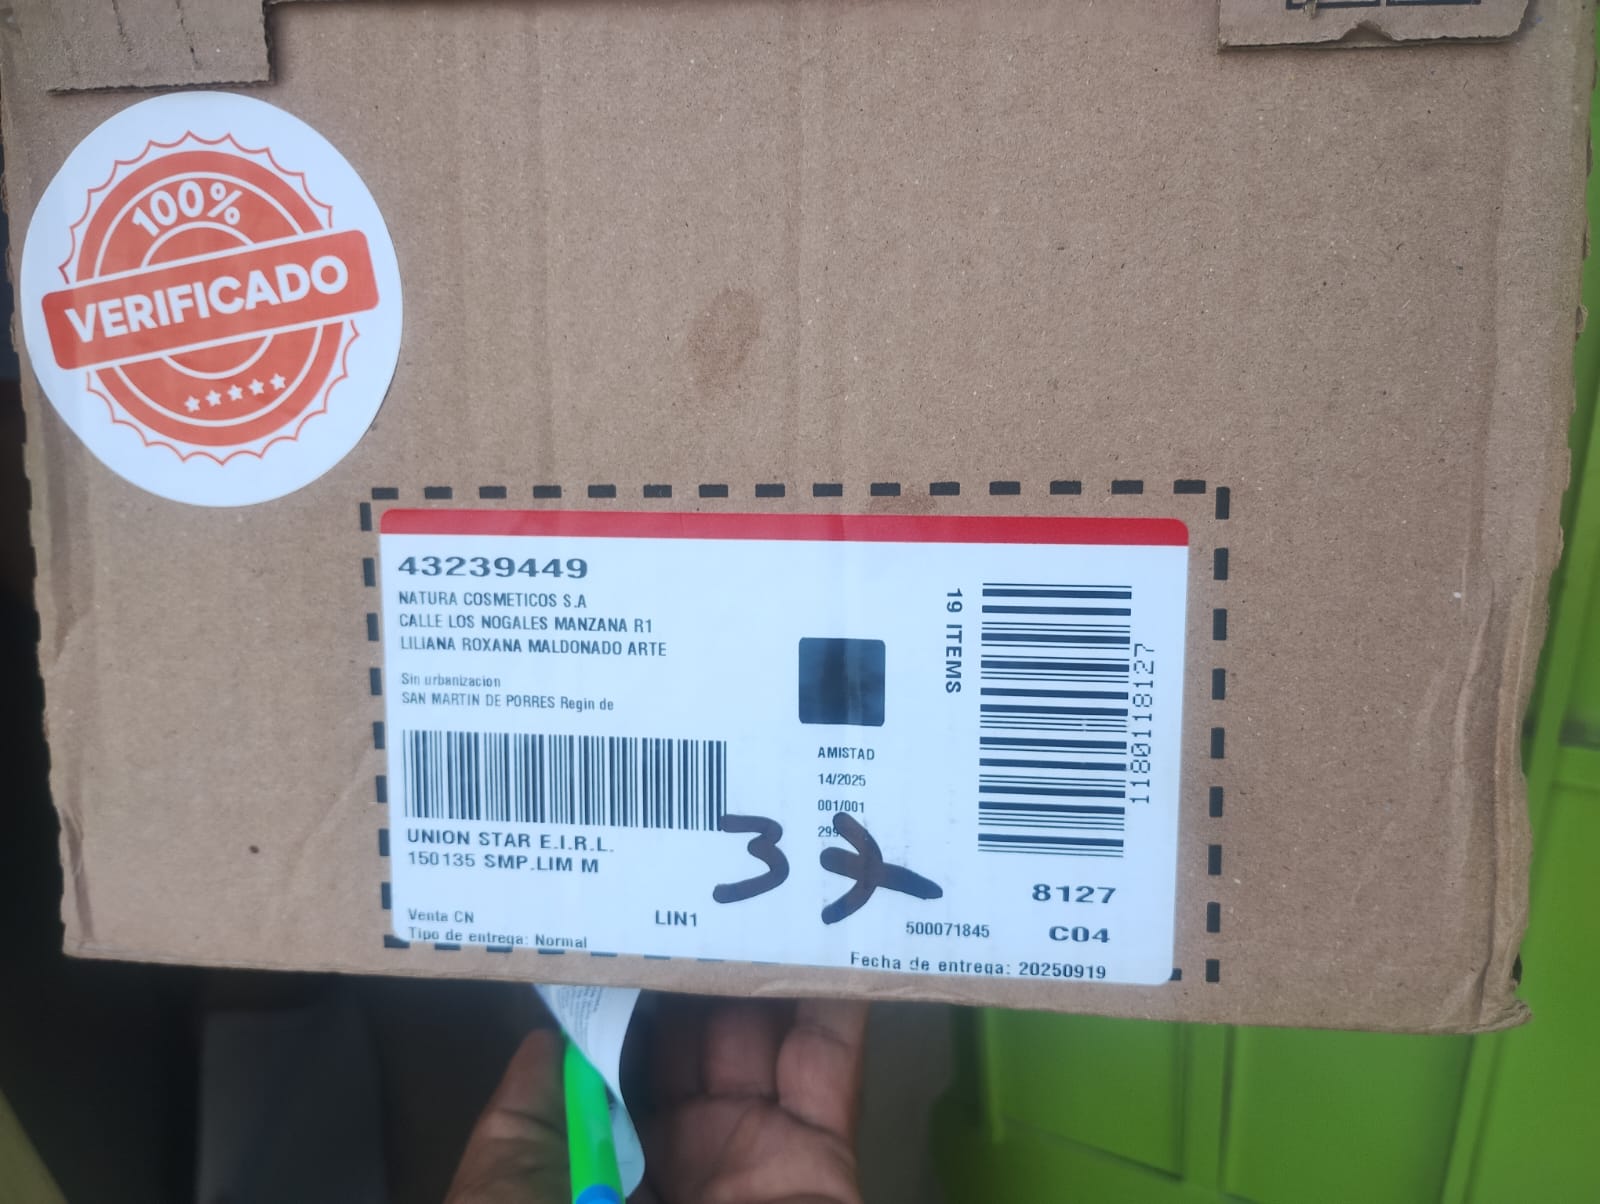 100%
VERIFICADO
43239449
NATURA COSMETICOS S.A
CALLE LOS NOGALES MANZANA R1
LILIANA ROXANA MALDONADO ARTE
Sin urbanizacion
SAN MARTIN DE PORRES Regin de
UNION STAR E.I.R.L.
150135 SMP.LIM M
Venta CN
Tipo de entrega: Normal
LIN1
AMISTAD
14/2025
001/001
37
19 ITEMS
118018127
8127
500071845
C04
Fecha de entrega: 20250919